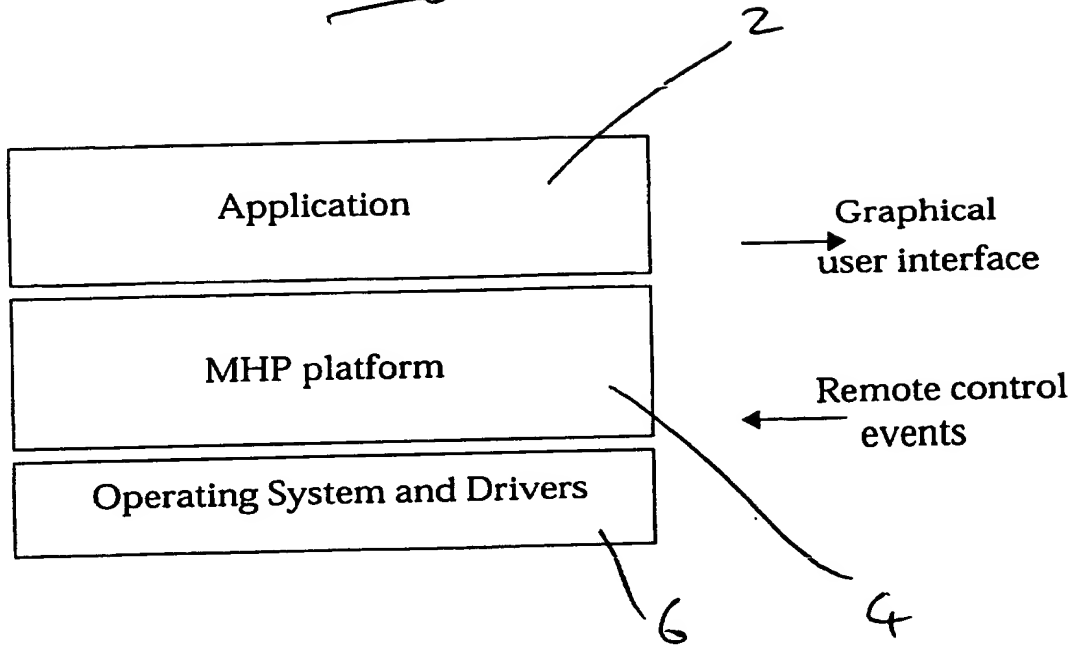 2
Application
Graphical
user interface
MHP platform
Remote control
events
Operating System and Drivers
6
4